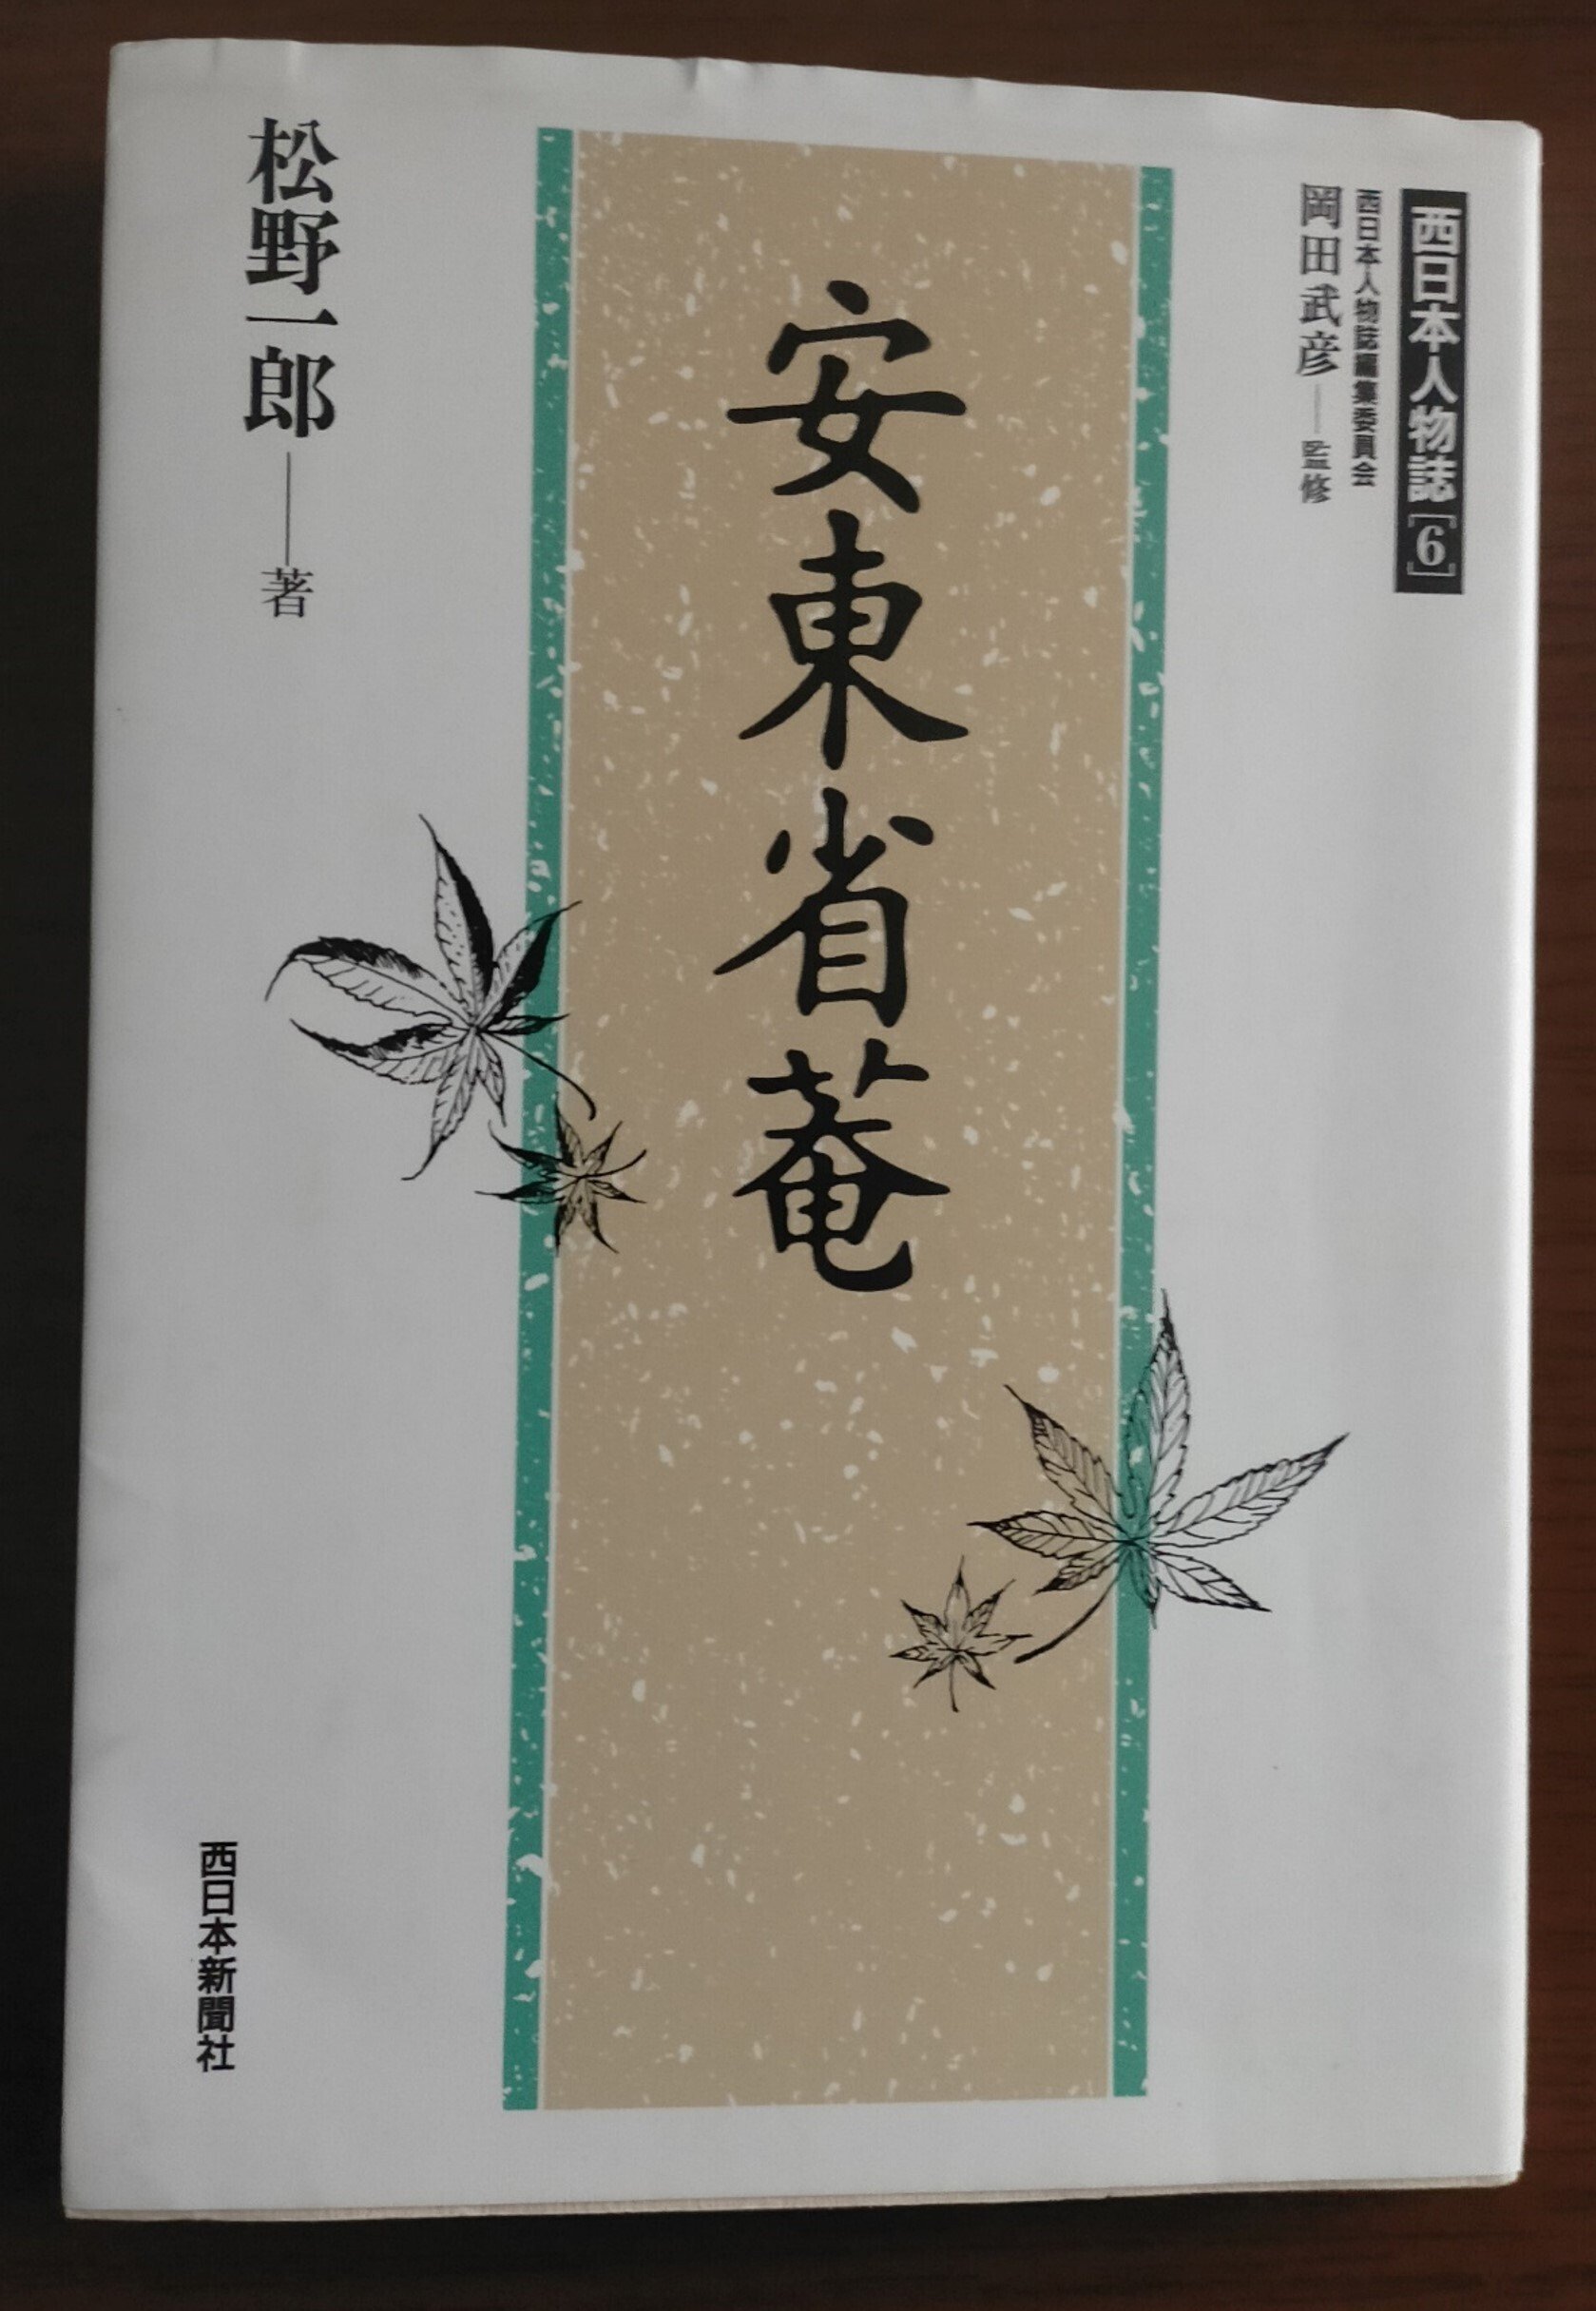 西日本人物誌[6]
西日本人物誌編集委員会
岡田武彦──監修
安東省菴
松野一郎──著
西日本新聞社